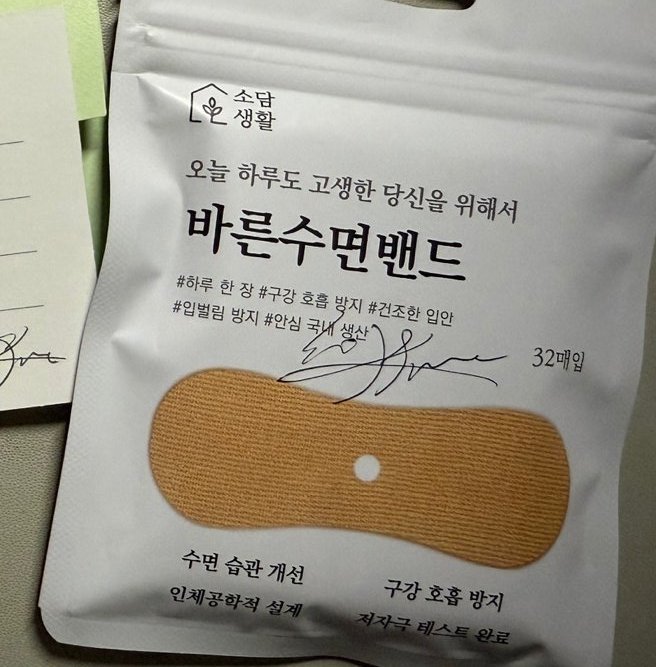 소담
생활
오늘 하루도 고생한 당신을 위해서
바른수면밴드
#하루 한 장 #구강 호흡 방지 #건조한 입안
#입벌림 방지 #안심 국내 생산
32매입
수면 습관 개선
인체공학적 설계
구강 호흡 방지
저자극 테스트 완료